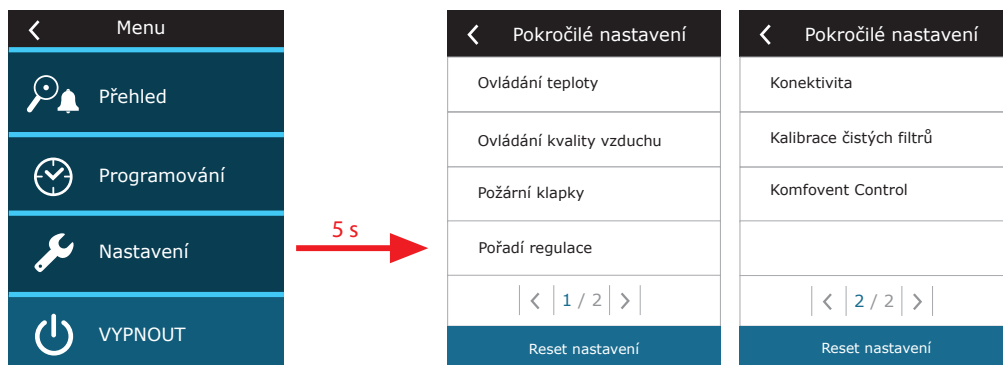 Menu
Přehled
Programování
Nastavení
VYPNOUT
5 s
Pokročilé nastavení
Ovládání teploty
Ovládání kvality vzduchu
Požární klapky
Pořadí regulace
1 / 2
Reset nastavení
Pokročilé nastavení
Konektivita
Kalibrace čistých filtrů
Komfovent Control
2 / 2
Reset nastavení